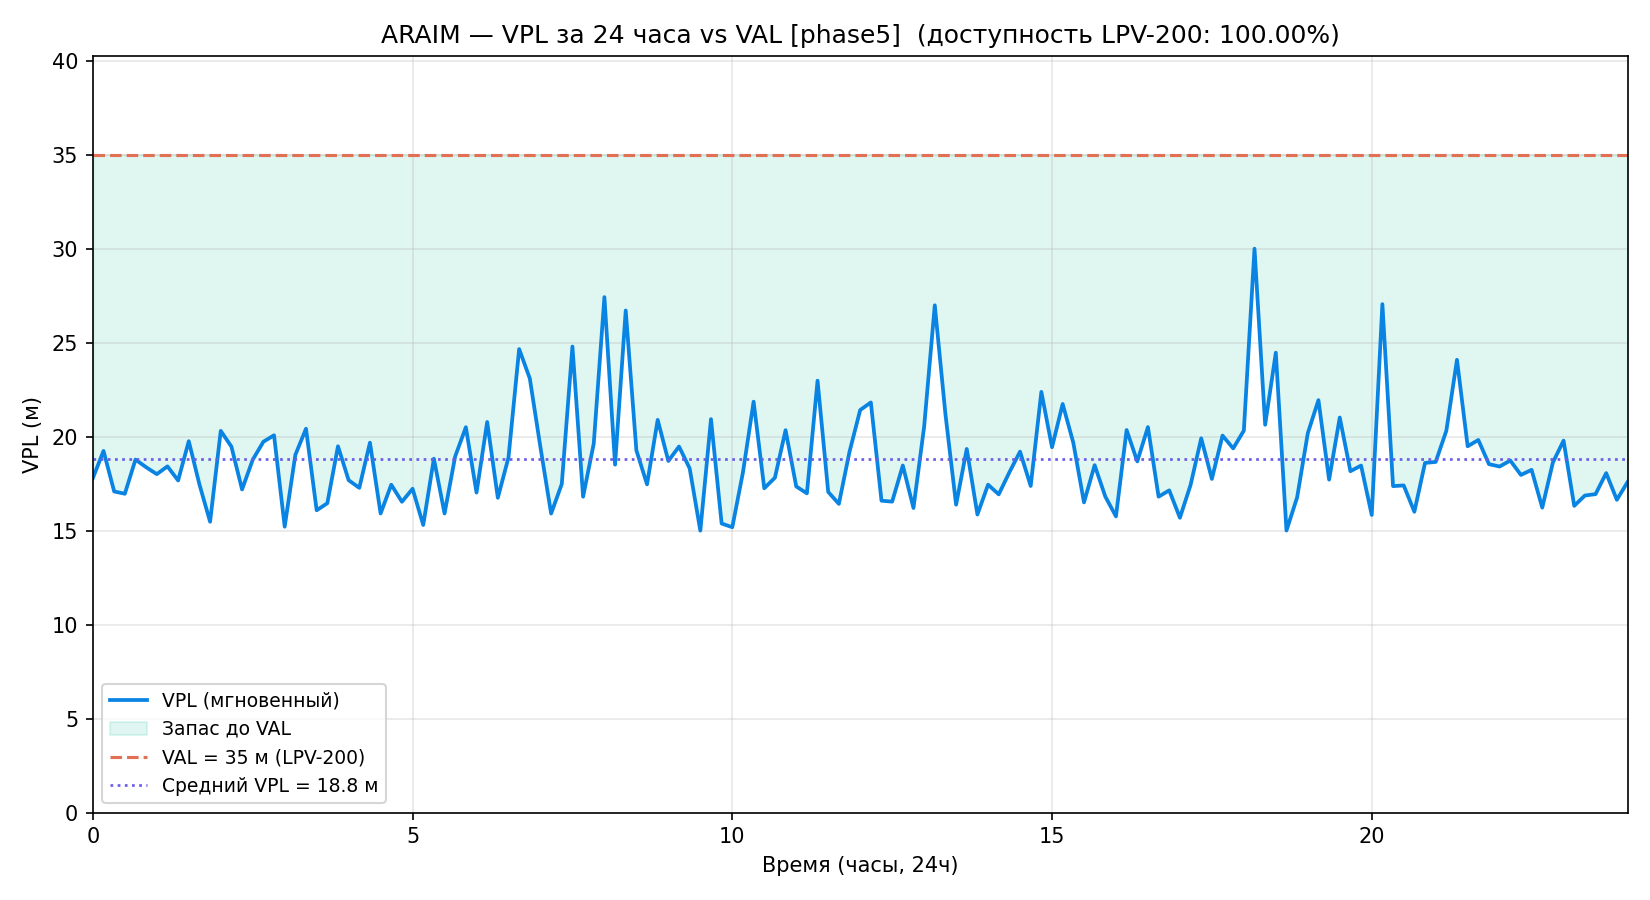 ARAIM — VPL за 24 часа vs VAL [phase5]  (доступность LPV-200: 100.00%)
VPL (м)
40
35
30
25
20
15
10
5
0
VPL (мгновенный)
Запас до VAL
VAL = 35 м (LPV-200)
Средний VPL = 18.8 м
0 5 10 15 20
Время (часы, 24ч)